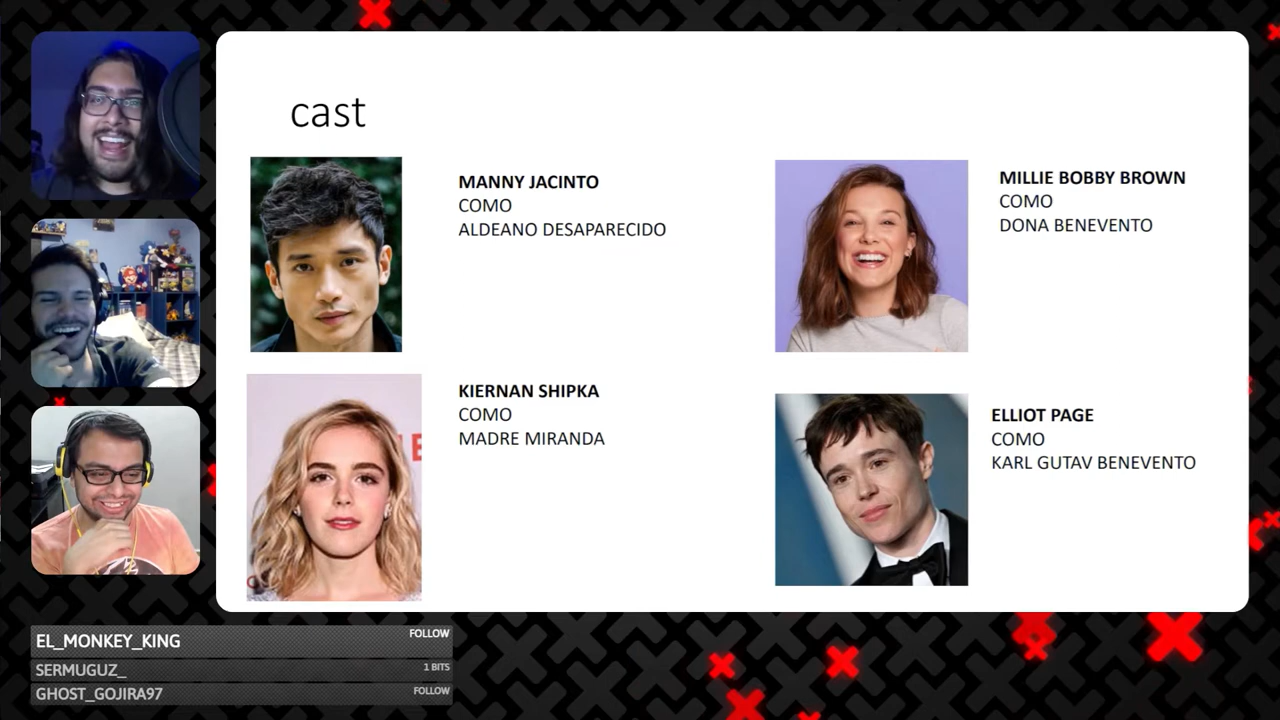 cast
MANNY JACINTO
COMO
ALDEANO DESAPARECIDO
MILLIE BOBBY BROWN
COMO
DONA BENEVENTO
KIERNAN SHIPKA
COMO
MADRE MIRANDA
ELLIOT PAGE
COMO
KARL GUTAV BENEVENTO
EL_MONKEY_KING FOLLOW
SERMUGUZ_ 1 BITS
GHOST_GOJIRA97 FOLLOW